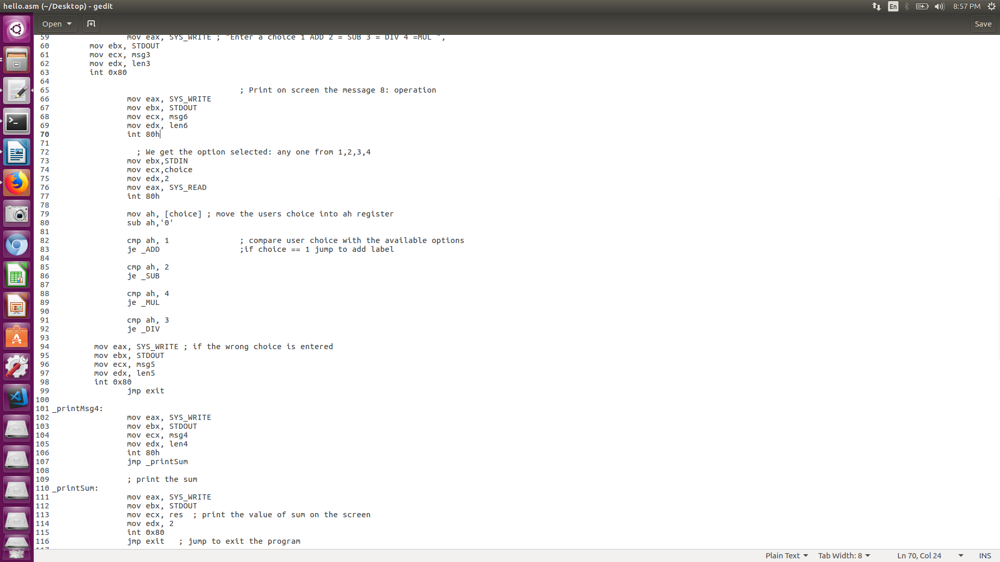 hello.asm (~/Desktop) - gedit
En
8:57 PM
Open
Save
59 mov eax, SYS_WRITE ; "Enter a choice 1 ADD 2 = SUB 3 = DIV 4 =MUL ",
60 mov ebx, STDOUT
61 mov ecx, msg3
62 mov edx, len3
63 int 0x80
64
65 ; Print on screen the message 8: operation
66 mov eax, SYS_WRITE
67 mov ebx, STDOUT
68 mov ecx, msg6
69 mov edx, len6
70 int 80h
71
72 ; We get the option selected: any one from 1,2,3,4
73 mov ebx,STDIN
74 mov ecx,choice
75 mov edx,2
76 mov eax, SYS_READ
77 int 80h
78
79 mov ah, [choice] ; move the users choice into ah register
80 sub ah,'0'
81
82 cmp ah, 1 ; compare user choice with the available options
83 je _ADD ;if choice == 1 jump to add label
84
85 cmp ah, 2
86 je _SUB
87
88 cmp ah, 4
89 je _MUL
90
91 cmp ah, 3
92 je _DIV
93
94 mov eax, SYS_WRITE ; if the wrong choice is entered
95 mov ebx, STDOUT
96 mov ecx, msg5
97 mov edx, len5
98 int 0x80
99 jmp exit
100
101 _printMsg4:
102 mov eax, SYS_WRITE
103 mov ebx, STDOUT
104 mov ecx, msg4
105 mov edx, len4
106 int 80h
107 jmp _printSum
108
109 ; print the sum
110 _printSum:
111 mov eax, SYS_WRITE
112 mov ebx, STDOUT
113 mov ecx, res ; print the value of sum on the screen
114 mov edx, 2
115 int 0x80
116 jmp exit ; jump to exit the program
117
Plain Text
Tab Width: 8
Ln 70, Col 24
INS